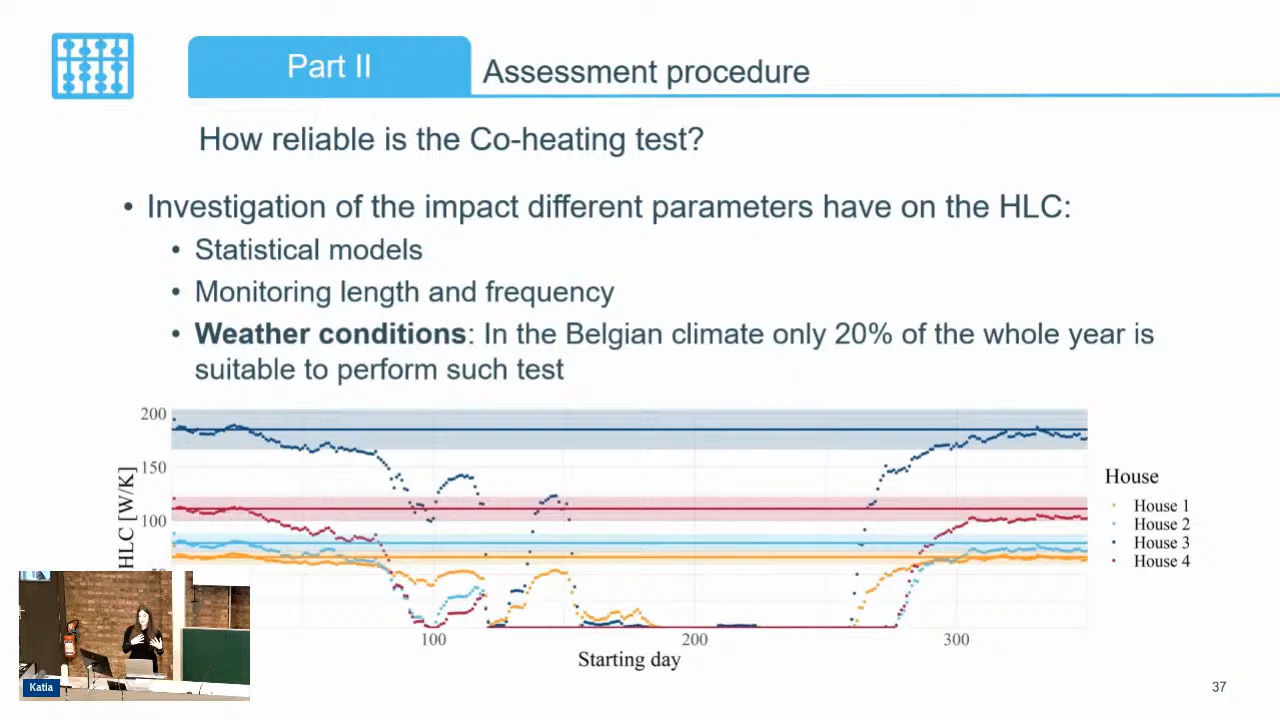 Part II
Assessment procedure
How reliable is the Co-heating test?
• Investigation of the impact different parameters have on the HLC:
• Statistical models
• Monitoring length and frequency
• Weather conditions: In the Belgian climate only 20% of the whole year is
suitable to perform such test
200
150
100
HLC [W/K]
100
200
300
Starting day
House
House 1
House 2
House 3
House 4
Katia
37